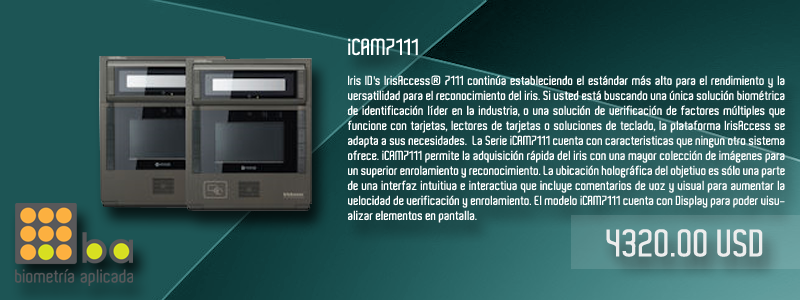 iCAM7111
Iris ID's IrisAccess® 7111 continúa estableciendo el estándar más alto para el rendimiento y la
versatilidad para el reconocimiento del iris. Si usted está buscando una única solución biométrica
de identificación líder en la industria, o una solución de verificación de factores múltiples que
funcione con tarjetas, lectores de tarjetas o soluciones de teclado, la plataforma IrisAccess se
adapta a sus necesidades. La Serie iCAM7111 cuenta con caracteristicas que ningun otro sistema
ofrece. iCAM7111 permite la adquisición rápida del iris con una mayor colección de imágenes para
un superior enrolamiento y reconocimiento. La ubicación holográfica del objetivo es sólo una parte
de una interfaz intuitiva e interactiva que incluye comentarios de voz y visual para aumentar la
velocidad de verificación y enrolamiento. El modelo iCAM7111 cuenta con Display para poder visu-
alizar elementos en pantalla.
4320.00 USD
ba
biometría aplicada